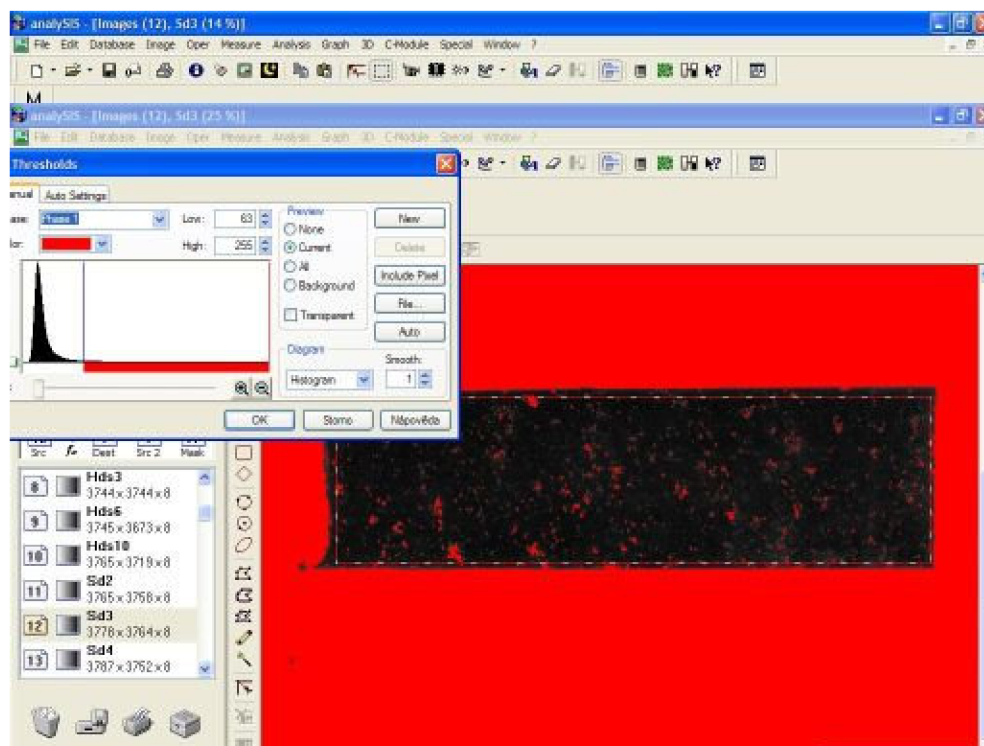 analySIS - [Images (12), Sd3 (14 %)]
File Edit Database Image Oper Measure Analysis Graph 3D C-Module Special Window ?
M
analySIS - [Images (12), Sd3 (25 %)]
File Edit Database Image Oper Measure Analysis Graph 3D C-Module Special Window ?
Thresholds
anual Auto Settings
ase: Phase 1 Low: 63 Preview New
None
lor: High: 255 Current Delete
All Include Pixel
Background
File...
Transparent
Auto
Diagram Smooth:
Histogram 1
OK Storno Nápověda
Src Dest Src 2 Mask
8 Hds3
3744x3744x8
9 Hds6
3745x3673x8
10 Hds10
3765x3719x8
11 Sd2
3765x3758x8
12 Sd3
3778x3764x8
13 Sd4
3787x3752x8